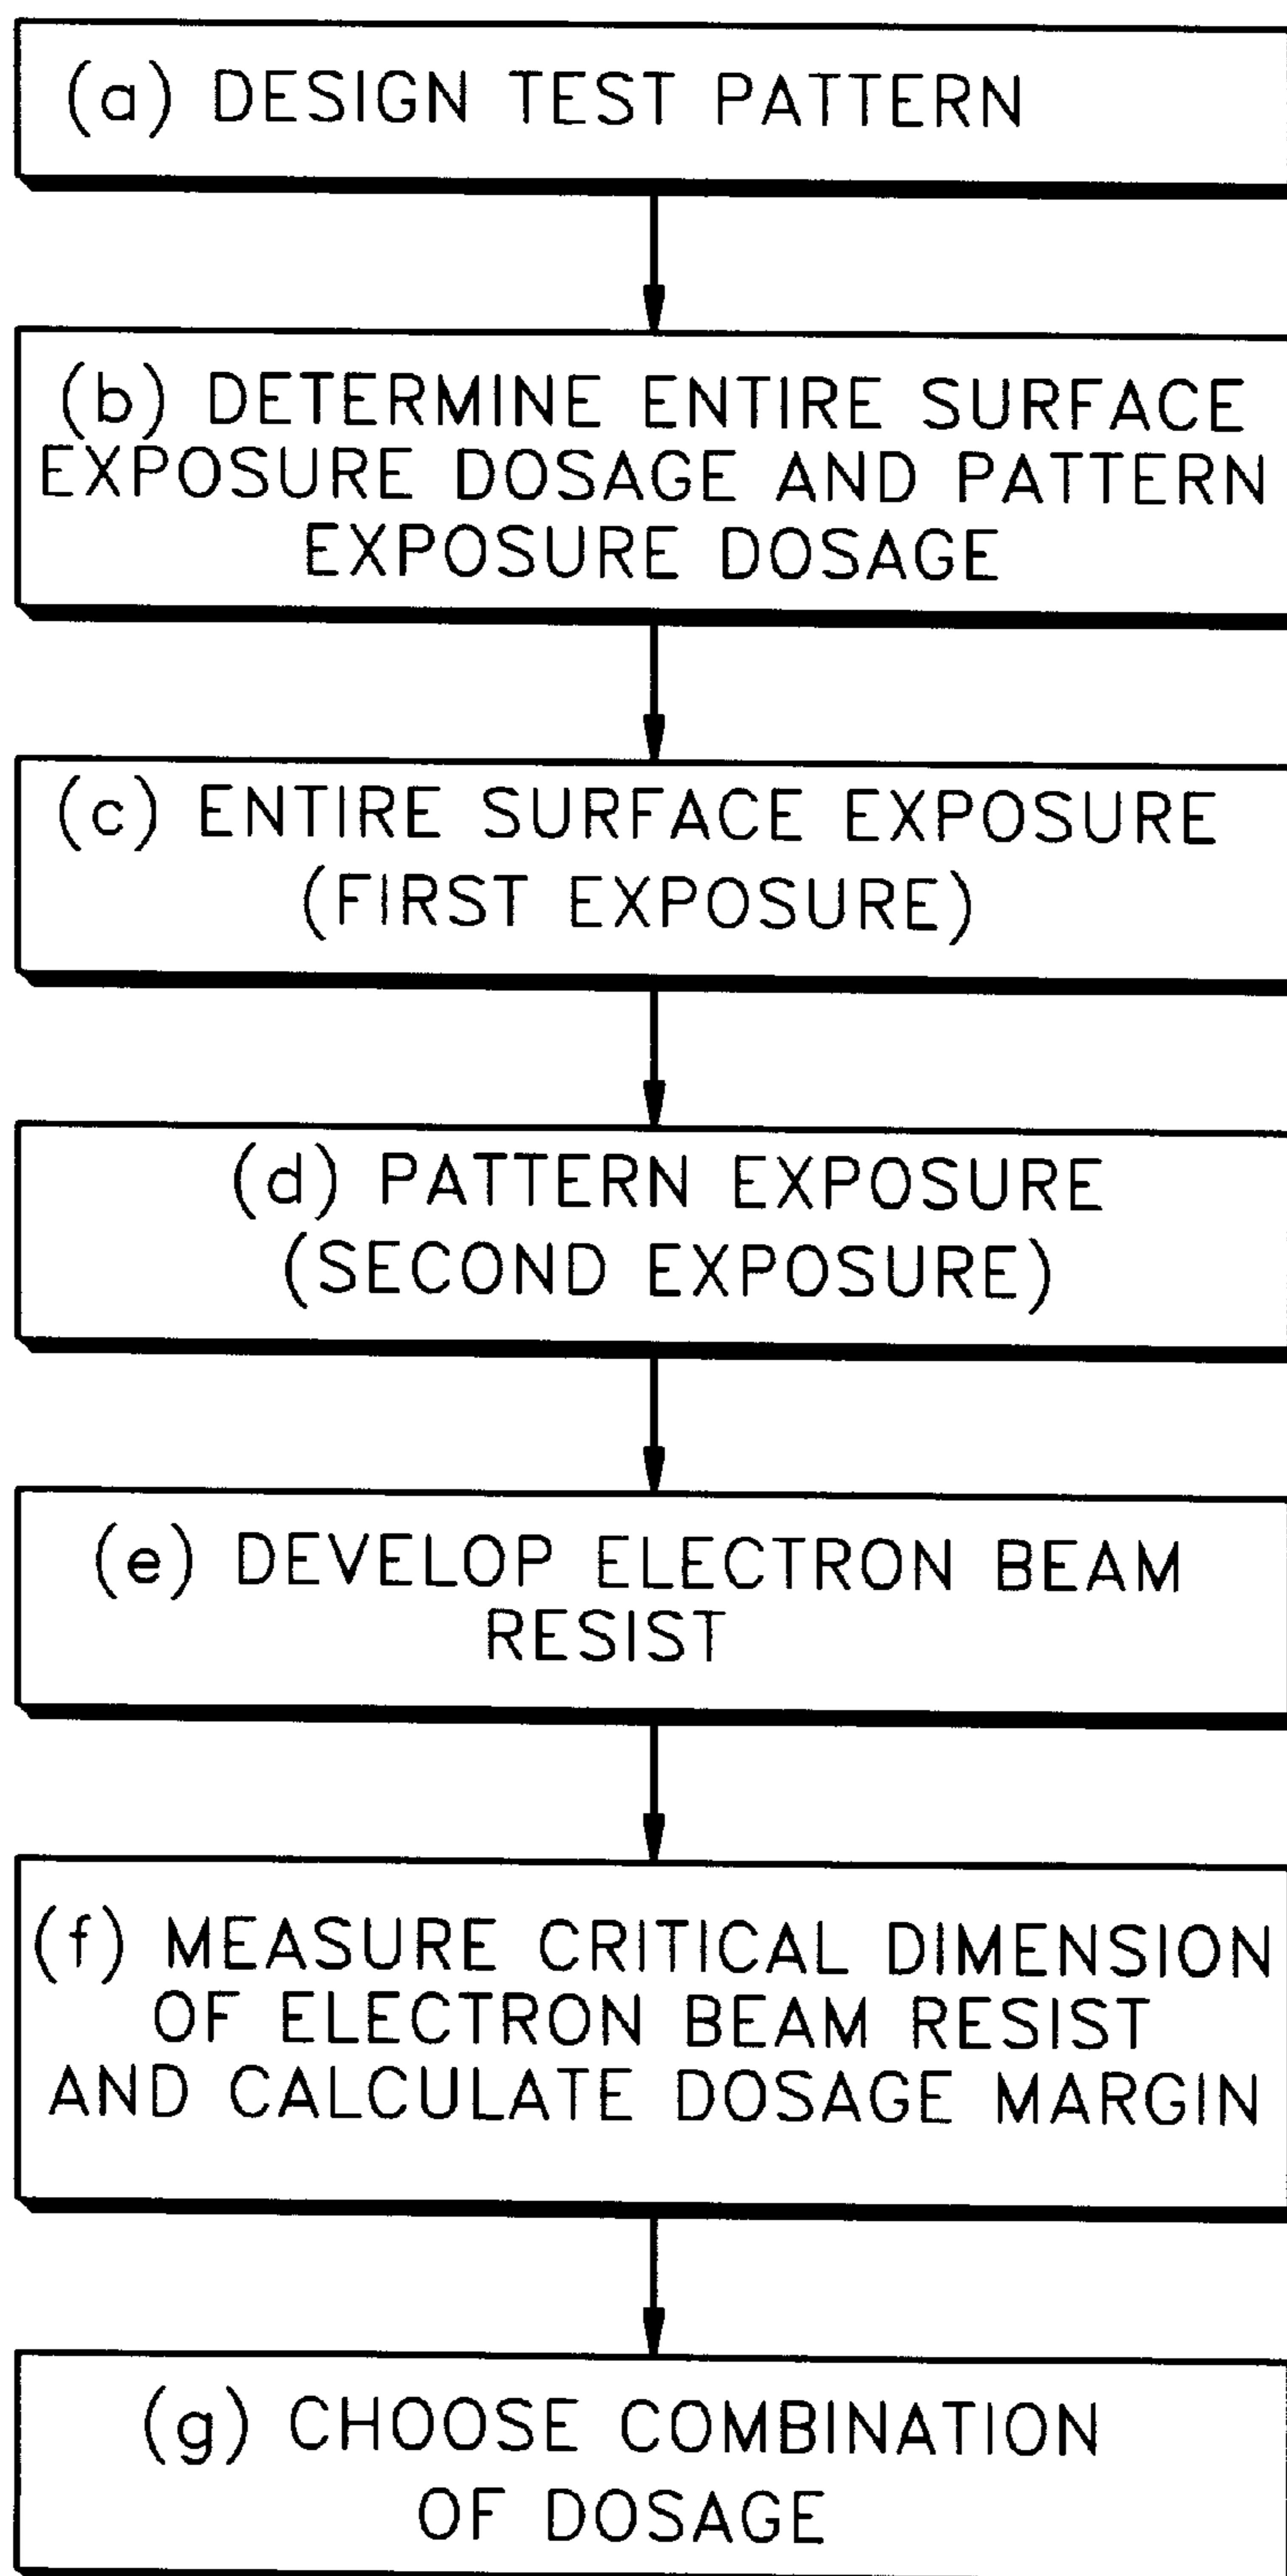 (a) DESIGN TEST PATTERN
(b) DETERMINE ENTIRE SURFACE
EXPOSURE DOSAGE AND PATTERN
EXPOSURE DOSAGE
(c) ENTIRE SURFACE EXPOSURE
(FIRST EXPOSURE)
(d) PATTERN EXPOSURE
(SECOND EXPOSURE)
(e) DEVELOP ELECTRON BEAM
RESIST
(f) MEASURE CRITICAL DIMENSION
OF ELECTRON BEAM RESIST
AND CALCULATE DOSAGE MARGIN
(g) CHOOSE COMBINATION
OF DOSAGE